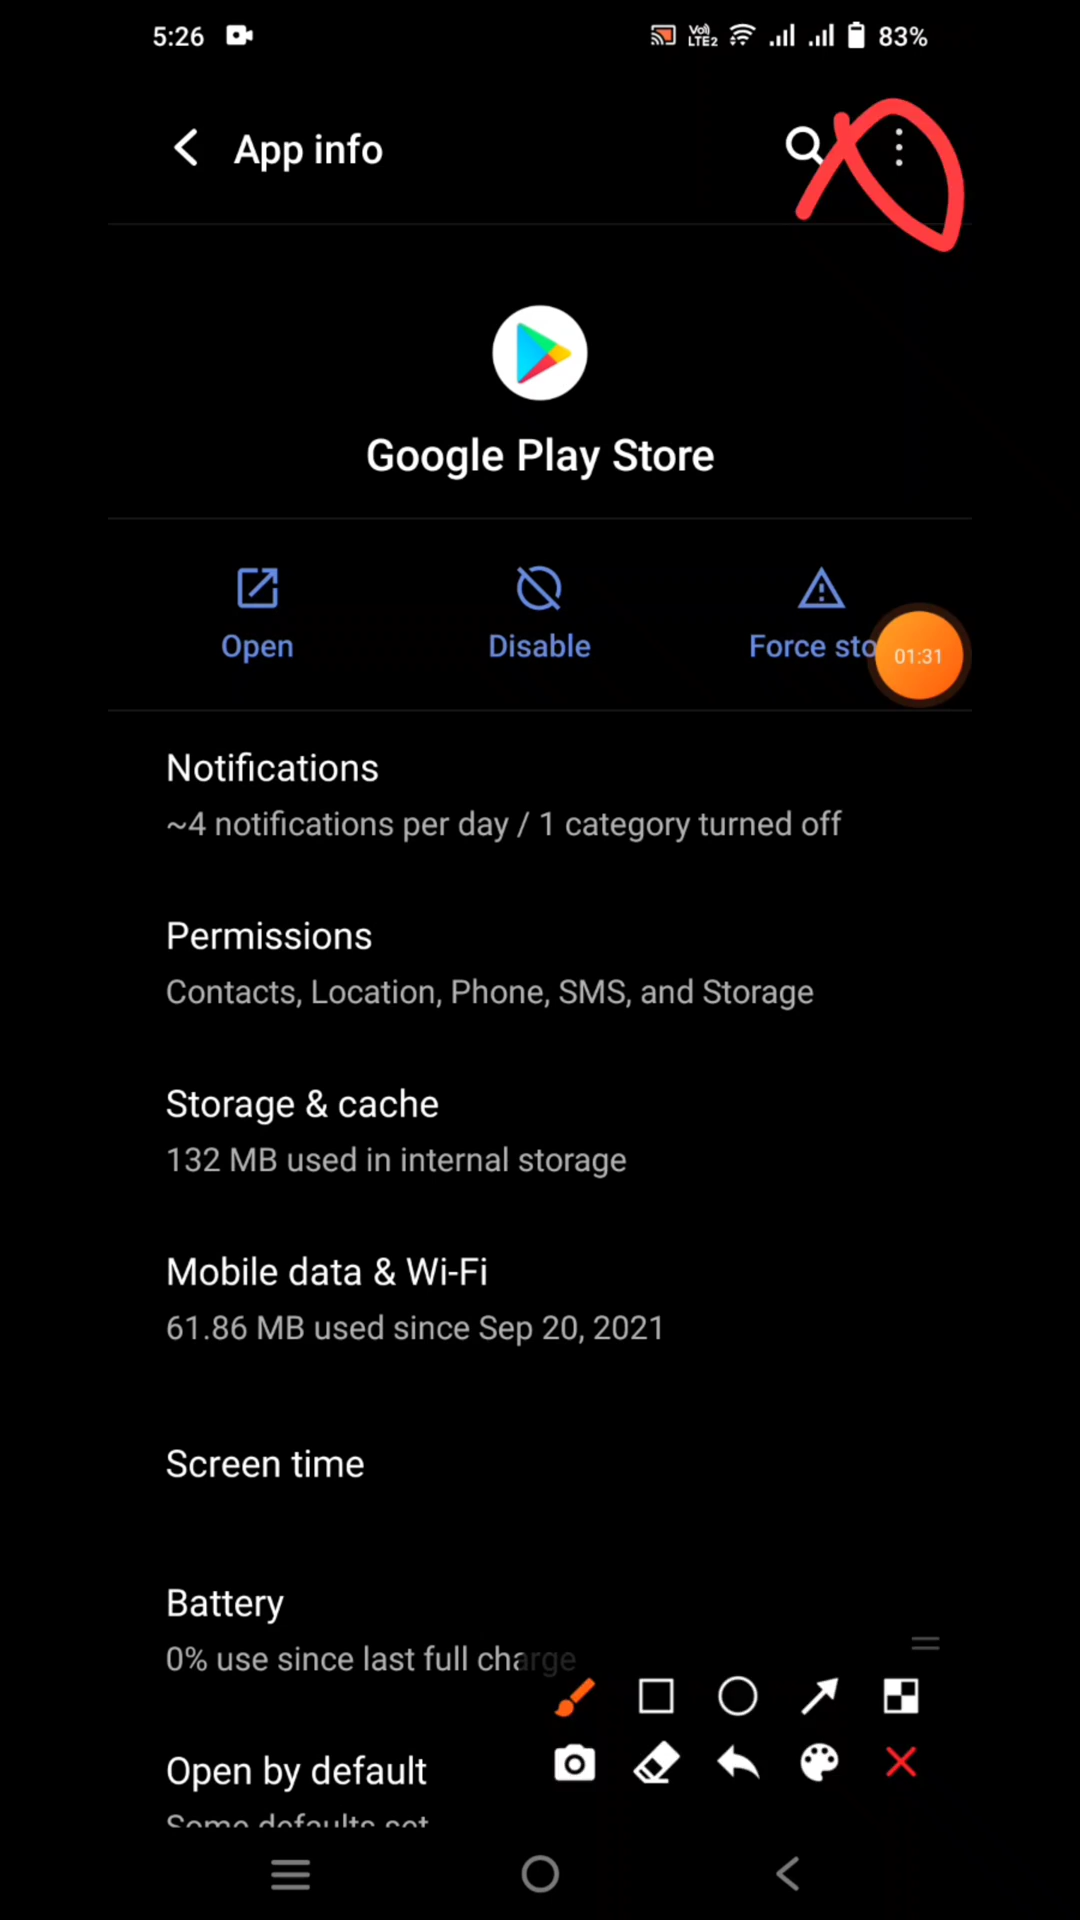 5:26 Vo) LTE2 83%
App info
Google Play Store
Open Disable Force sto
01:31
Notifications
~4 notifications per day / 1 category turned off
Permissions
Contacts, Location, Phone, SMS, and Storage
Storage & cache
132 MB used in internal storage
Mobile data & Wi-Fi
61.86 MB used since Sep 20, 2021
Screen time
Battery
0% use since last full charge
Open by default
Some defaults set